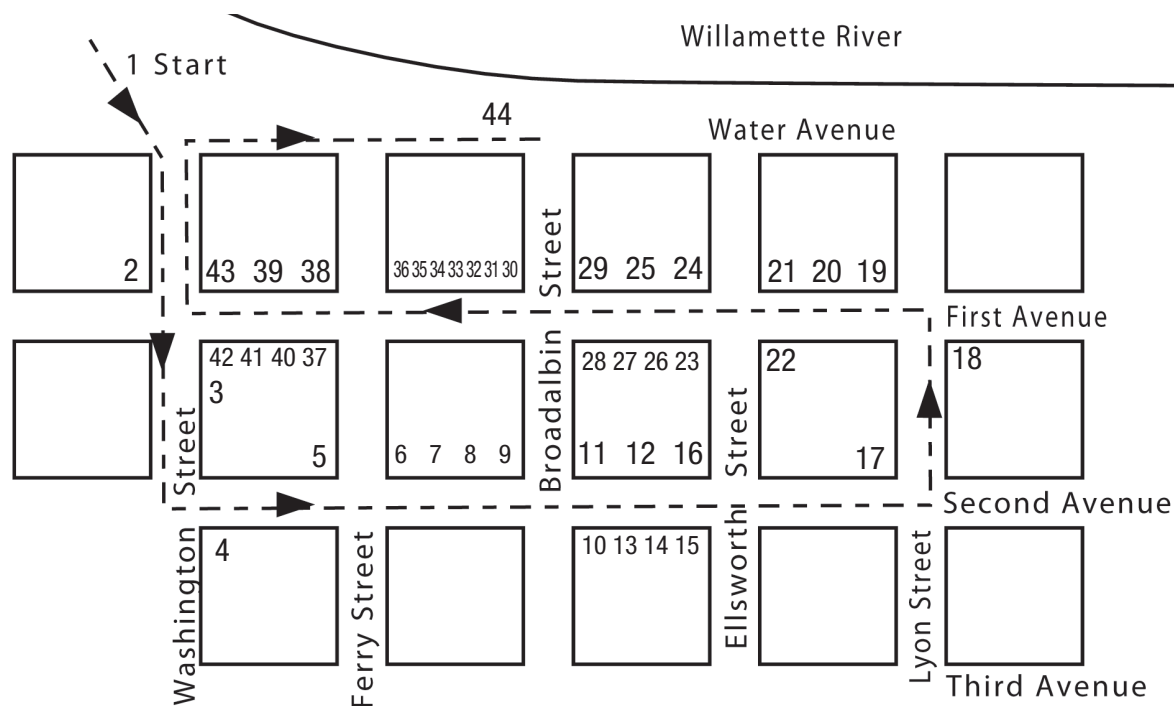 Willamette River
1 Start
44
Water Avenue
2
43 39 38
36 35 34 33 32 31 30
29 25 24
21 20 19
First Avenue
42 41 40 37
28 27 26 23
22
18
3
5
6 7 8 9
11 12 16
17
Second Avenue
4
10 13 14 15
Washington Street
Ferry Street
Broadalbin Street
Ellsworth Street
Lyon Street
Third Avenue